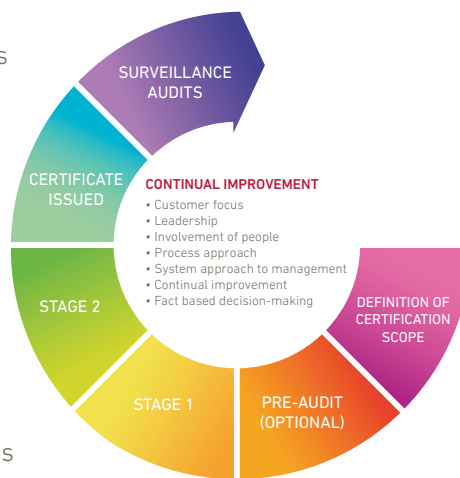 S
SURVEILLANCE
AUDITS
CERTIFICATE
ISSUED
CONTINUAL IMPROVEMENT
• Customer focus
• Leadership
• Involvement of people
• Process approach
• System approach to management
• Continual improvement
• Fact based decision-making
STAGE 2
DEFINITION OF
CERTIFICATION
SCOPE
STAGE 1
PRE-AUDIT
(OPTIONAL)
S